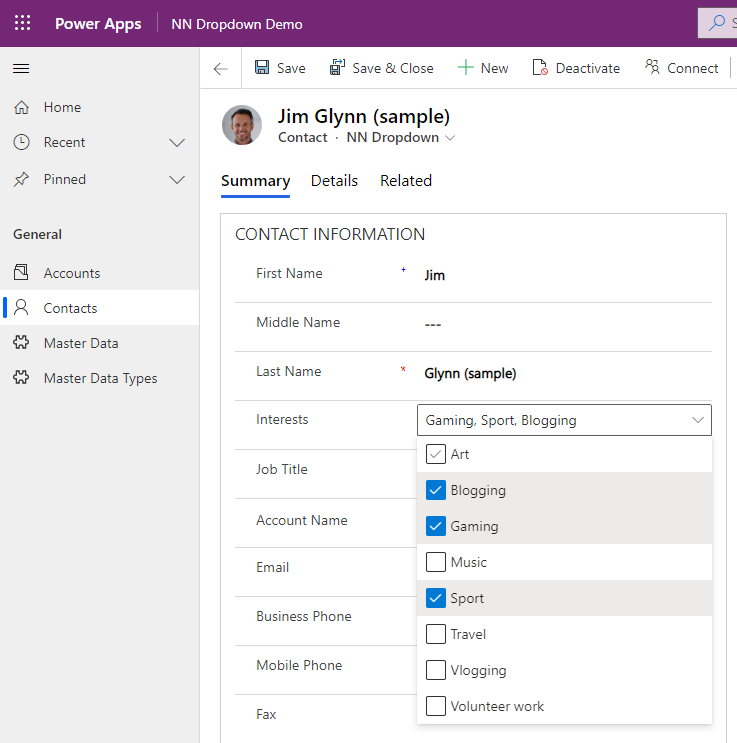 Power Apps NN Dropdown Demo S
Save Save & Close New Deactivate Connect
Home
Recent
Pinned
General
Accounts
Contacts
Master Data
Master Data Types
Jim Glynn (sample)
Contact · NN Dropdown
Summary Details Related
CONTACT INFORMATION
First Name + Jim
Middle Name ---
Last Name * Glynn (sample)
Interests Gaming, Sport, Blogging
Art
Blogging
Gaming
Music
Sport
Travel
Vlogging
Volunteer work
Job Title
Account Name
Email
Business Phone
Mobile Phone
Fax